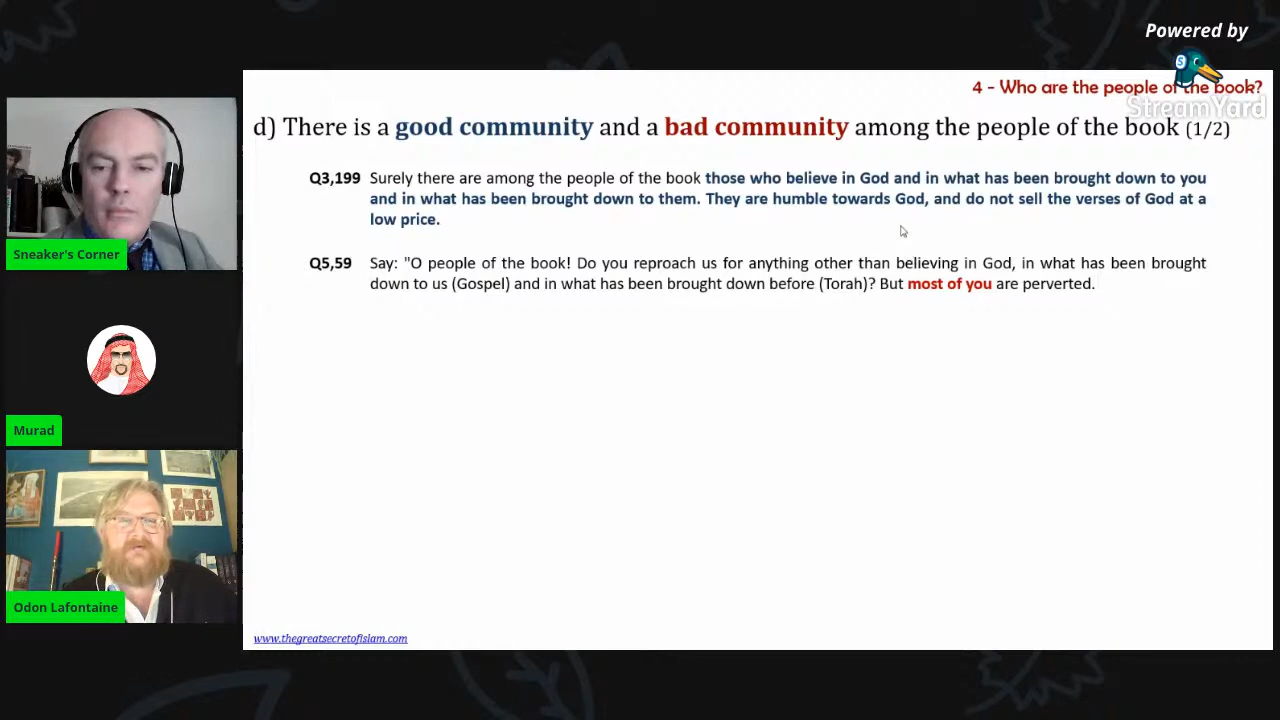 Powered by
StreamYard
4 - Who are the people of the book?
d) There is a good community and a bad community among the people of the book (1/2)
Q3,199 Surely there are among the people of the book those who believe in God and in what has been brought down to you
and in what has been brought down to them. They are humble towards God, and do not sell the verses of God at a
low price.
Q5,59 Say: "O people of the book! Do you reproach us for anything other than believing in God, in what has been brought
down to us (Gospel) and in what has been brought down before (Torah)? But most of you are perverted.
www.thegreatsecretofislam.com
Sneaker's Corner
Murad
Odon Lafontaine